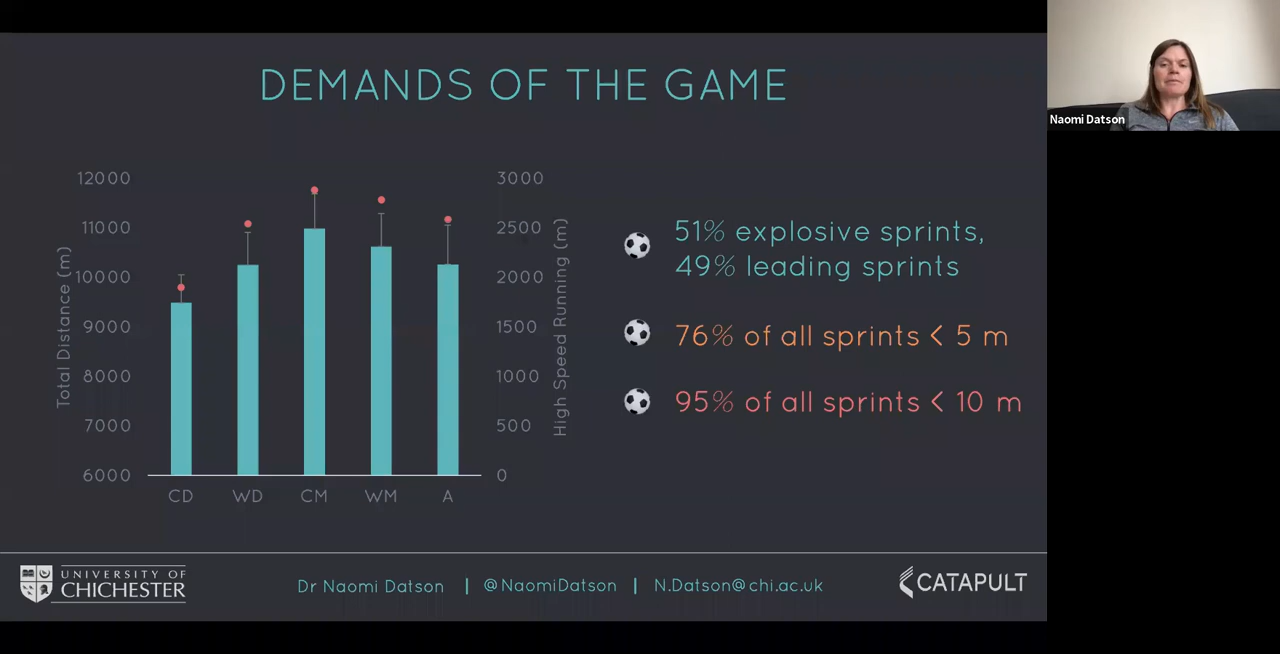 DEMANDS OF THE GAME
Naomi Datson
Total Distance (m)
12000
11000
10000
9000
8000
7000
6000
CD WD CM WM A
3000
2500
2000
1500
1000
500
0
High Speed Running (m)
51% explosive sprints,
49% leading sprints
76% of all sprints < 5 m
95% of all sprints < 10 m
UNIVERSITY OF
CHICHESTER
Dr Naomi Datson | @NaomiDatson | N.Datson@chi.ac.uk
CATAPULT